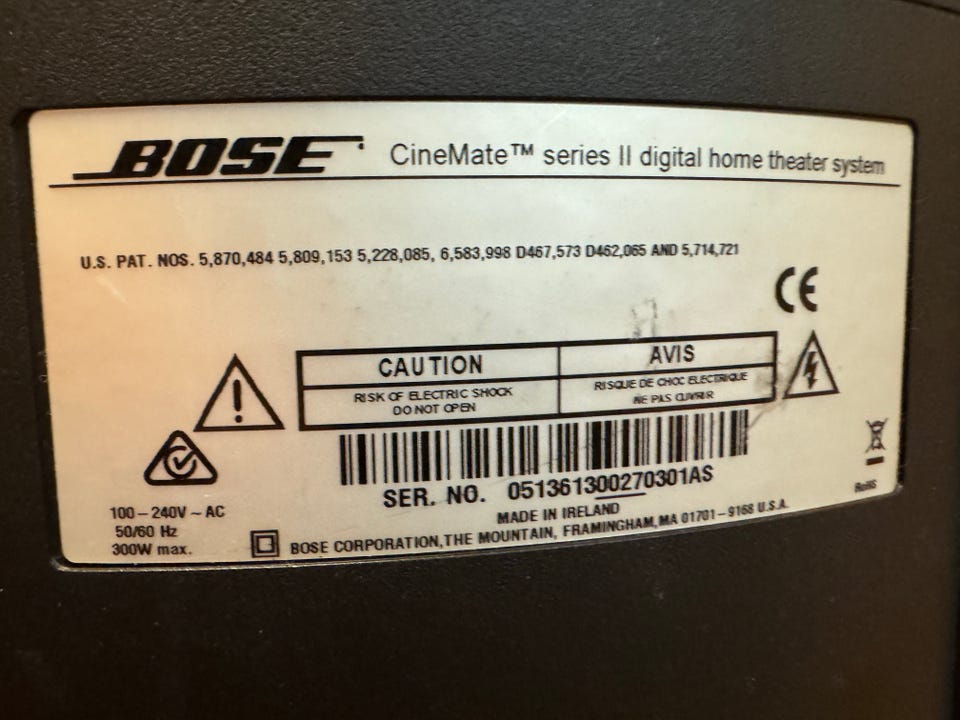 BOSE CineMate™ series II digital home theater system
U.S. PAT. NOS. 5,870,484 5,809,153 5,228,085, 6,583,998 D467,573 D462,065 AND 5,714,721
CE
CAUTION
RISK OF ELECTRIC SHOCK
DO NOT OPEN
AVIS
RISQUE DE CHOC ELECTRIQUE
NE PAS OUVRIR
SER. NO. 051361300270301AS
RoHS
MADE IN IRELAND
100-240V ~ AC
50/60 Hz
300W max.
BOSE CORPORATION, THE MOUNTAIN, FRAMINGHAM, MA 01701-9168 U.S.A.